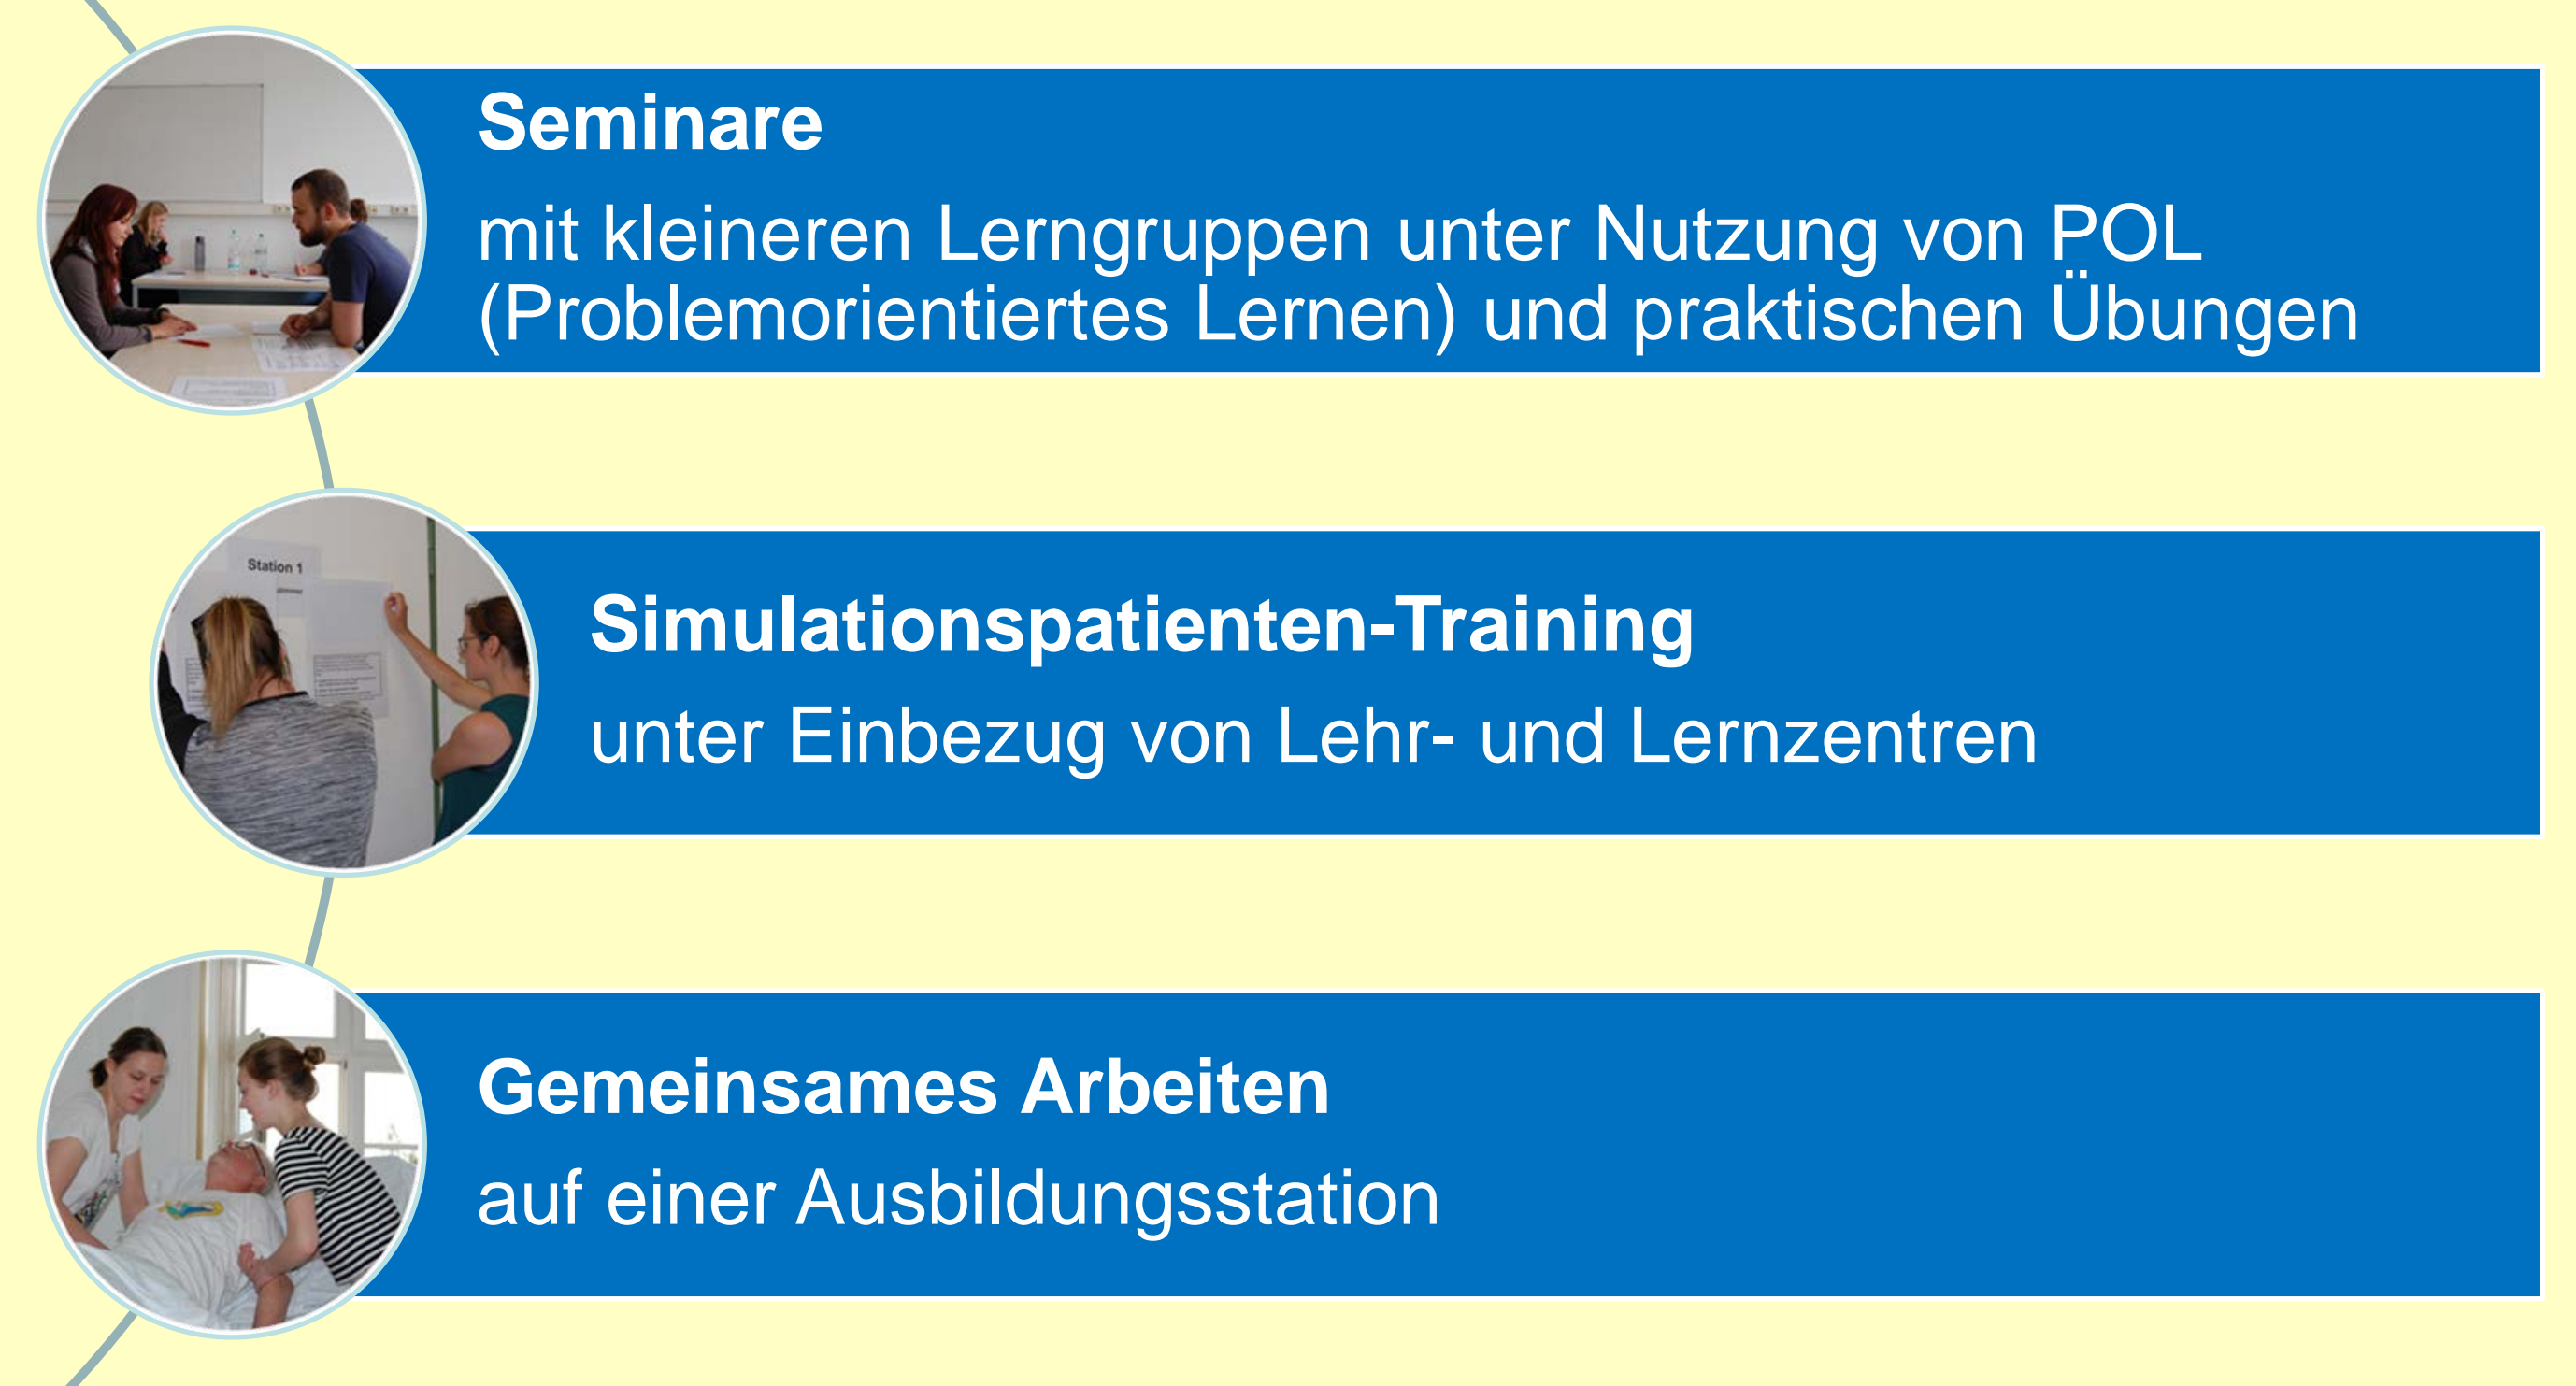 Seminare
mit kleineren Lerngruppen unter Nutzung von POL
(Problemorientiertes Lernen) und praktischen Übungen
Station 1
Simulationspatienten-Training
unter Einbezug von Lehr- und Lernzentren
Gemeinsames Arbeiten
auf einer Ausbildungsstation